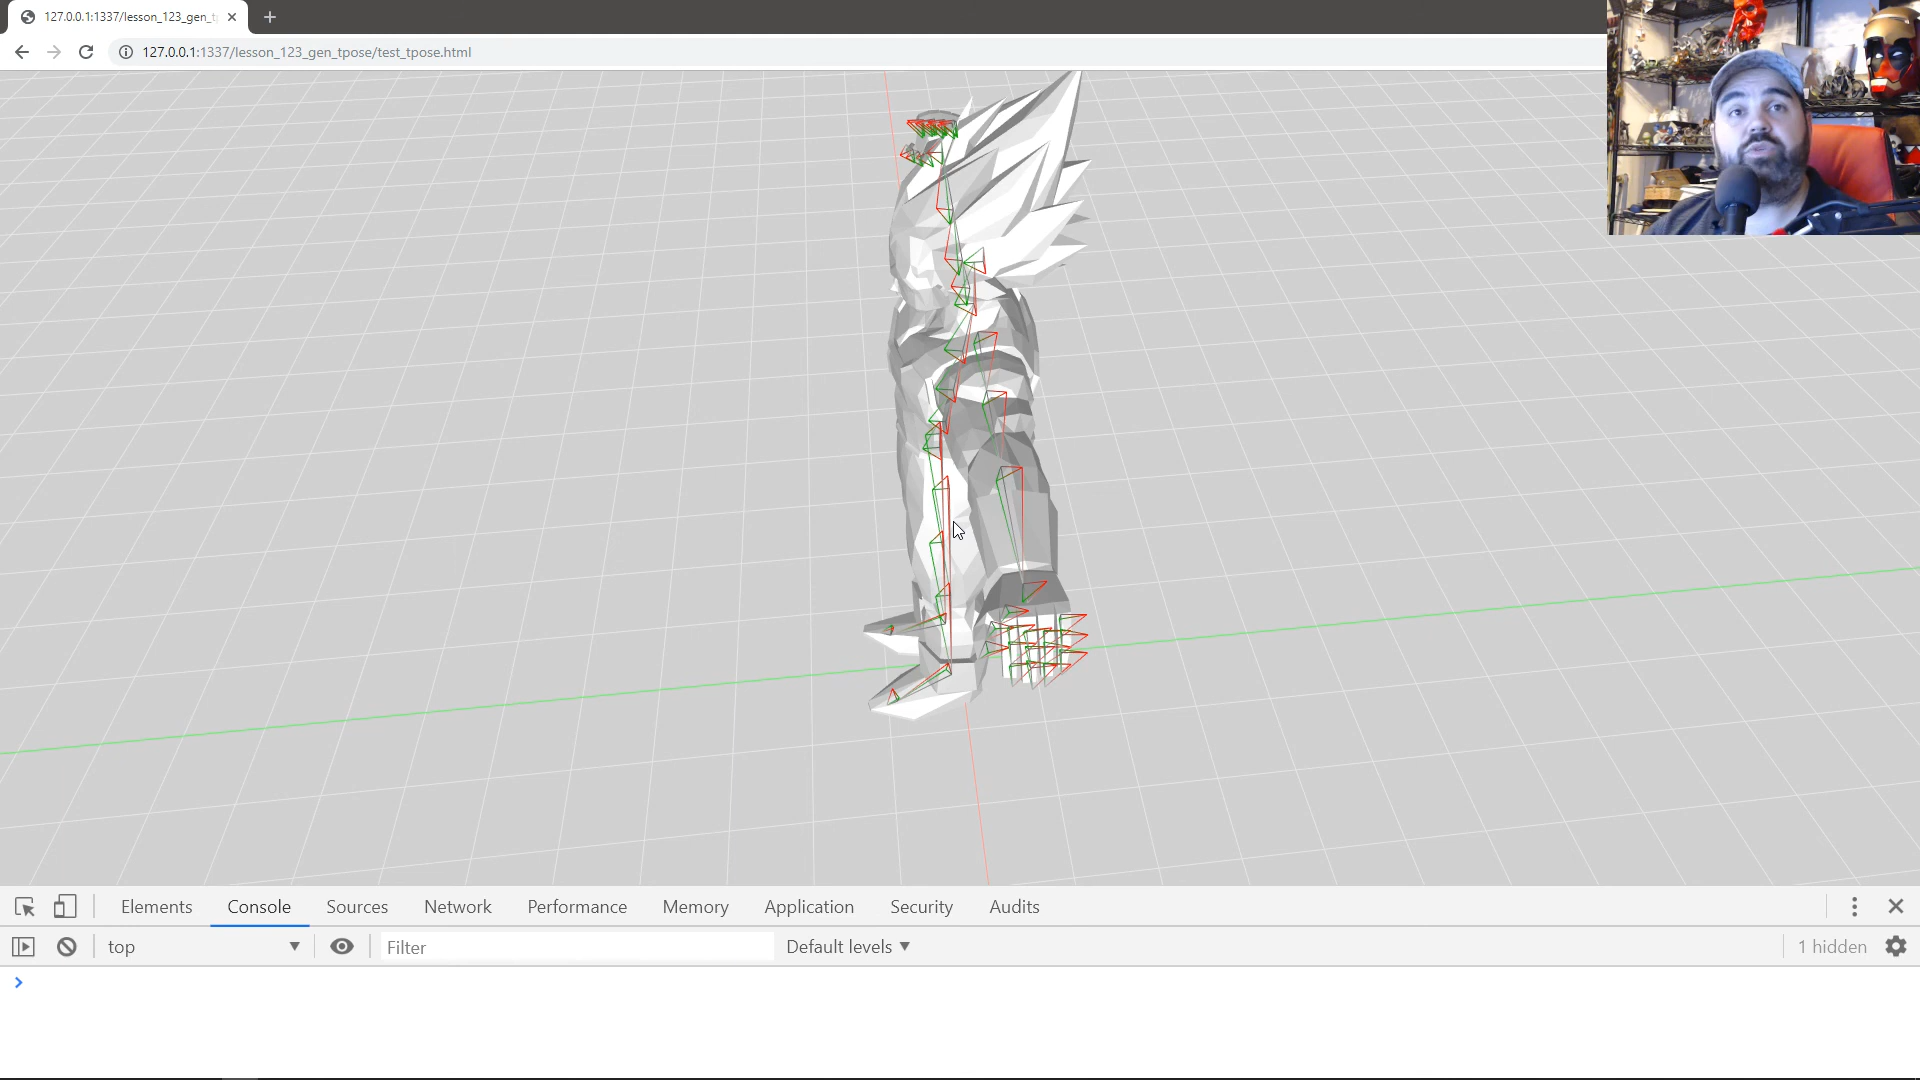 127.0.0.1:1337/lesson_123_gen_t
127.0.0.1:1337/lesson_123_gen_tpose/test_tpose.html
Elements Console Sources Network Performance Memory Application Security Audits
top Filter Default levels 1 hidden